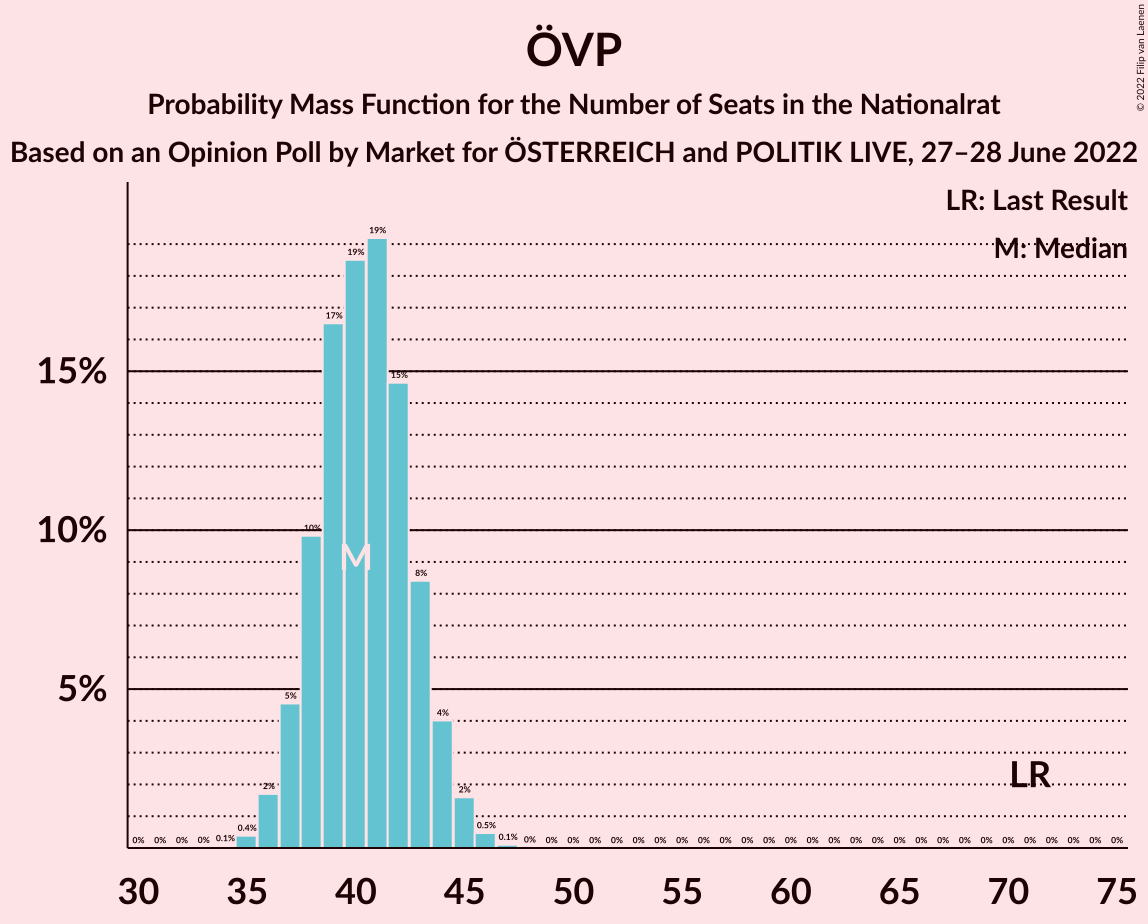 ÖVP
Probability Mass Function for the Number of Seats in the Nationalrat
Based on an Opinion Poll by Market for ÖSTERREICH and POLITIK LIVE, 27–28 June 2022
© 2022 Filip van Laenen
LR: Last Result
M: Median
15%
10%
5%
0% 0% 0% 0% 0.1% 0.4% 2% 5% 10% 17% 19% 19% 15% 8% 4% 2% 0.5% 0.1% 0% 0% 0% 0% 0% 0% 0% 0% 0% 0% 0% 0% 0% 0% 0% 0% 0% 0% 0% 0% 0% 0% 0% 0% 0% 0% 0% 0%
M
LR
30 35 40 45 50 55 60 65 70 75